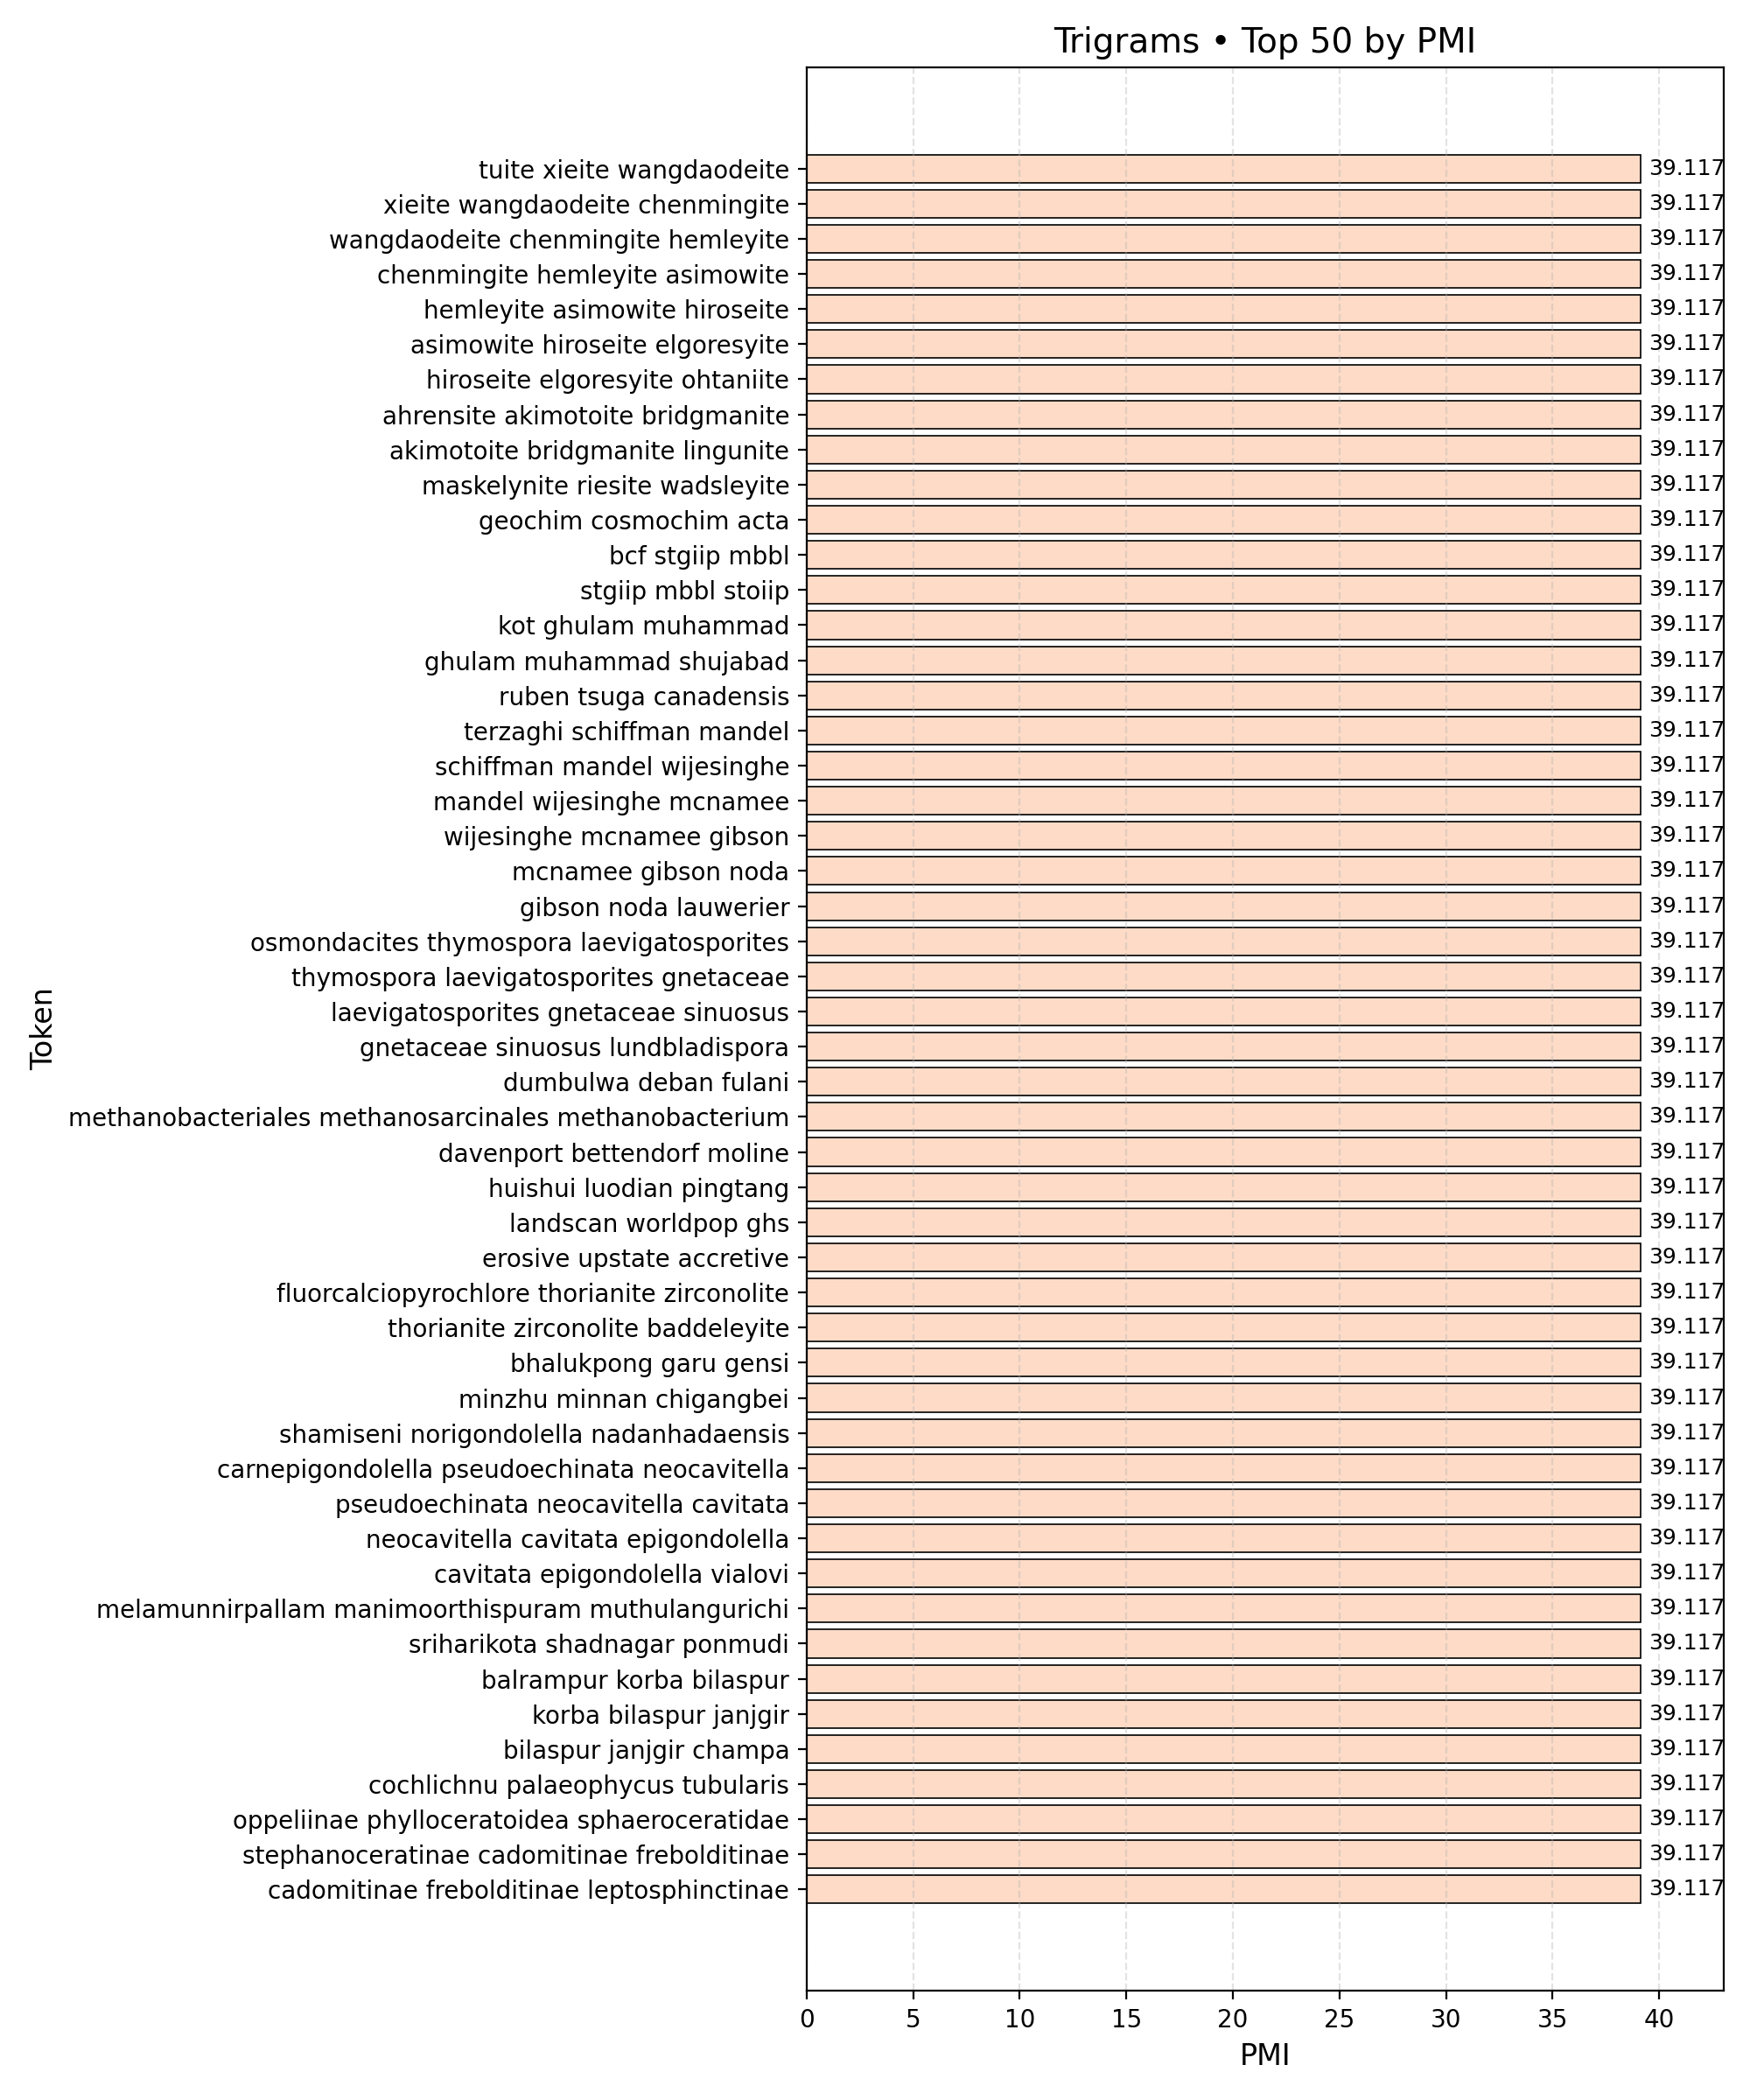 Trigrams • Top 50 by PMI
tuite xieite wangdaodeite 39.117
xieite wangdaodeite chenmingite 39.117
wangdaodeite chenmingite hemleyite 39.117
chenmingite hemleyite asimowite 39.117
hemleyite asimowite hiroseite 39.117
asimowite hiroseite elgoresyite 39.117
hiroseite elgoresyite ohtaniite 39.117
ahrensite akimotoite bridgmanite 39.117
akimotoite bridgmanite lingunite 39.117
maskelynite riesite wadsleyite 39.117
geochim cosmochim acta 39.117
bcf stgiip mbbl 39.117
stgiip mbbl stoiip 39.117
kot ghulam muhammad 39.117
ghulam muhammad shujabad 39.117
ruben tsuga canadensis 39.117
terzaghi schiffman mandel 39.117
schiffman mandel wijesinghe 39.117
mandel wijesinghe mcnamee 39.117
wijesinghe mcnamee gibson 39.117
mcnamee gibson noda 39.117
gibson noda lauwerier 39.117
osmondacites thymospora laevigatosporites 39.117
thymospora laevigatosporites gnetaceae 39.117
laevigatosporites gnetaceae sinuosus 39.117
gnetaceae sinuosus lundbladispora 39.117
dumbulwa deban fulani 39.117
methanobacteriales methanosarcinales methanobacterium 39.117
davenport bettendorf moline 39.117
huishui luodian pingtang 39.117
landscan worldpop ghs 39.117
erosive upstate accretive 39.117
fluorcalciopyrochlore thorianite zirconolite 39.117
thorianite zirconolite baddeleyite 39.117
bhalukpong garu gensi 39.117
minzhu minnan chigangbei 39.117
shamiseni norigondolella nadanhadaensis 39.117
carnepigondolella pseudoechinata neocavitella 39.117
pseudoechinata neocavitella cavitata 39.117
neocavitella cavitata epigondolella 39.117
cavitata epigondolella vialovi 39.117
melamunnirpallam manimoorthispuram muthulangurichi 39.117
sriharikota shadnagar ponmudi 39.117
balrampur korba bilaspur 39.117
korba bilaspur janjgir 39.117
bilaspur janjgir champa 39.117
cochlichnu palaeophycus tubularis 39.117
oppeliinae phylloceratoidea sphaeroceratidae 39.117
stephanoceratinae cadomitinae frebolditinae 39.117
cadomitinae frebolditinae leptosphinctinae 39.117
0 5 10 15 20 25 30 35 40
PMI
Token